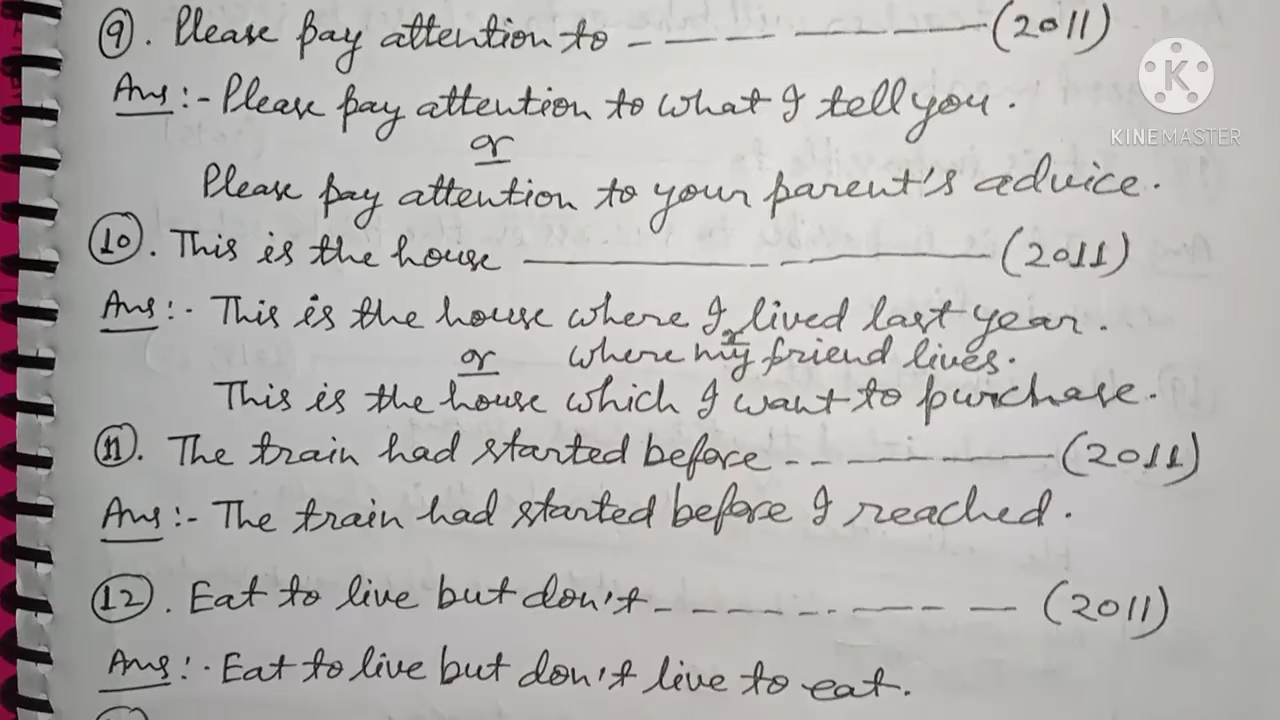 9. Please pay attention to - — — — — — — (2011)
KINEMASTER
Ans :- Please pay attention to what I tell you.
or
Please pay attention to your parent's advice.
10. This is the house ————— - ————— (2011)
Ans :- This is the house where I lived last year.
or where my friend lives.
or
This is the house which I want to purchase.
11. The train had started before - - — — — — (2011)
Ans :- The train had started before I reached.
12. Eat to live but don't - - - - - - — — — (2011)
Ans :- Eat to live but don't live to eat.